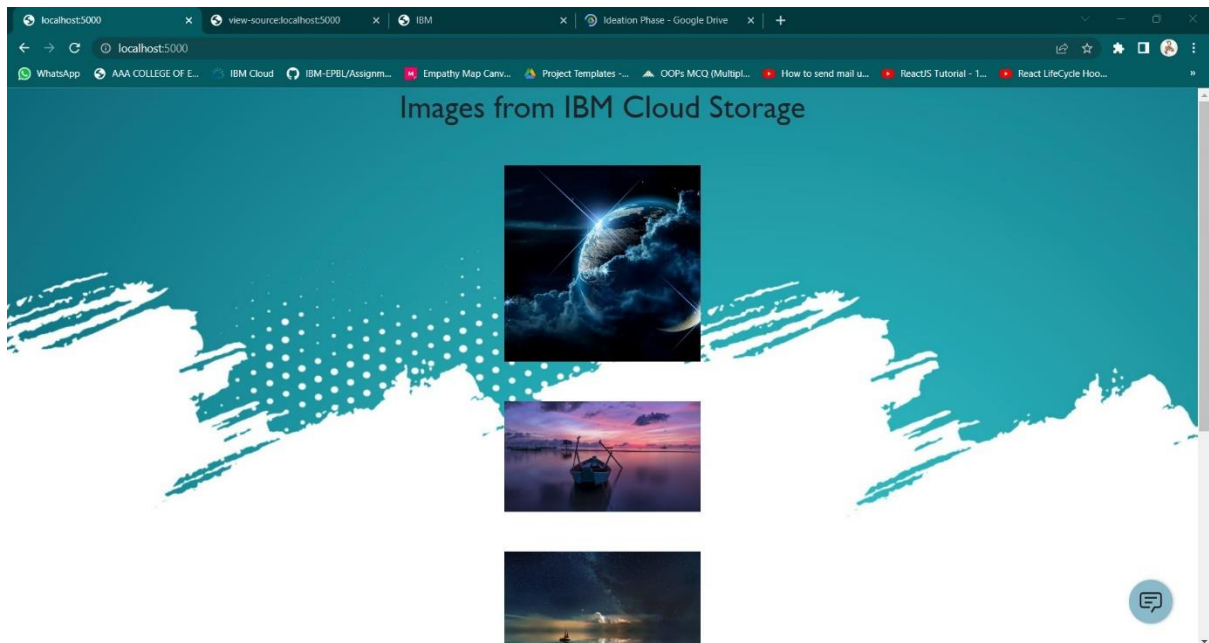 localhost:5000
view-source:localhost:5000
IBM
Ideation Phase - Google Drive
localhost:5000
WhatsApp
AAA COLLEGE OF E...
IBM Cloud
IBM-EPBL/Assignm...
Empathy Map Canv...
Project Templates -...
OOPs MCQ (Multipl...
How to send mail u...
ReactJS Tutorial - 1...
React LifeCycle Hoo...
Images from IBM Cloud Storage